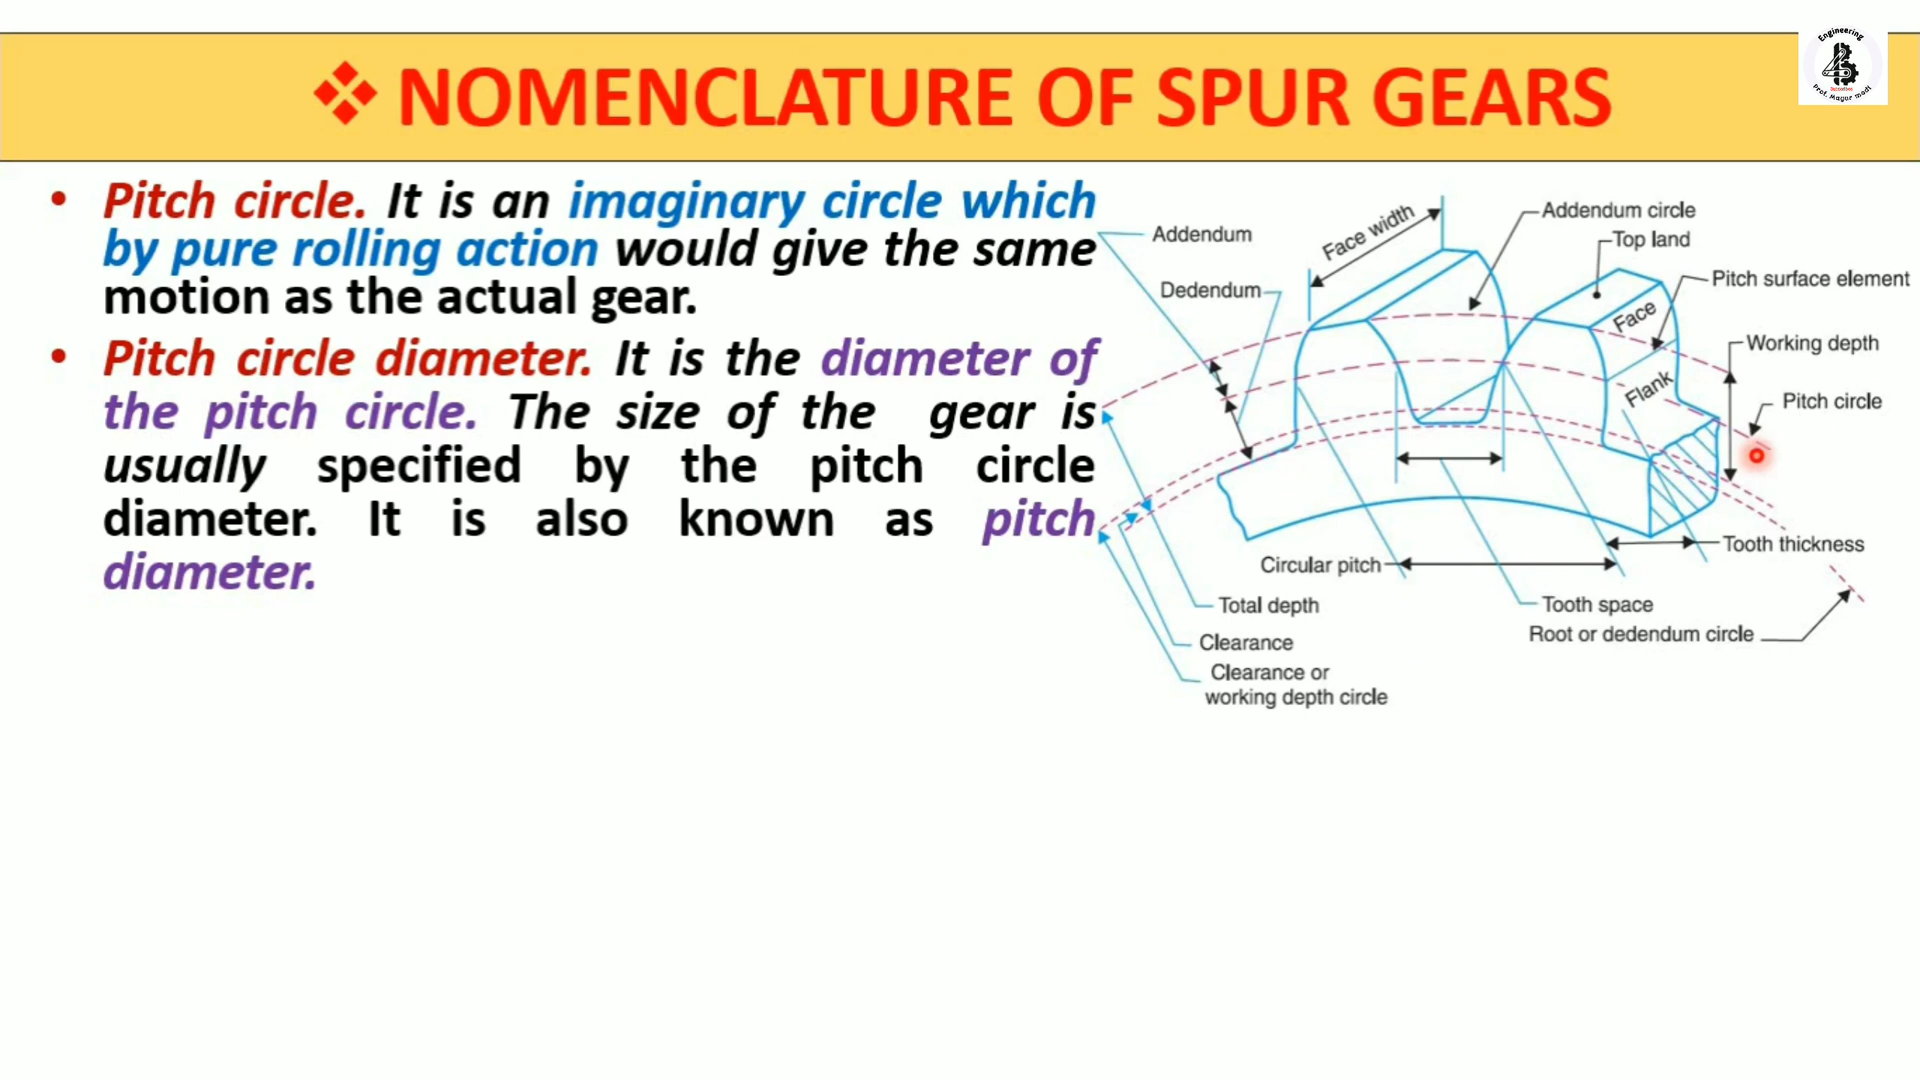 Engineering
Prof. Mayur modi
❖ NOMENCLATURE OF SPUR GEARS
• Pitch circle. It is an imaginary circle which
by pure rolling action would give the same
motion as the actual gear.
• Pitch circle diameter. It is the diameter of
the pitch circle. The size of the gear is
usually specified by the pitch circle
diameter. It is also known as pitch
diameter.
Addendum
Dedendum
Face width
Addendum circle
Top land
Pitch surface element
Face
Working depth
Flank
Pitch circle
Tooth thickness
Circular pitch
Total depth
Tooth space
Root or dedendum circle
Clearance
Clearance or
working depth circle